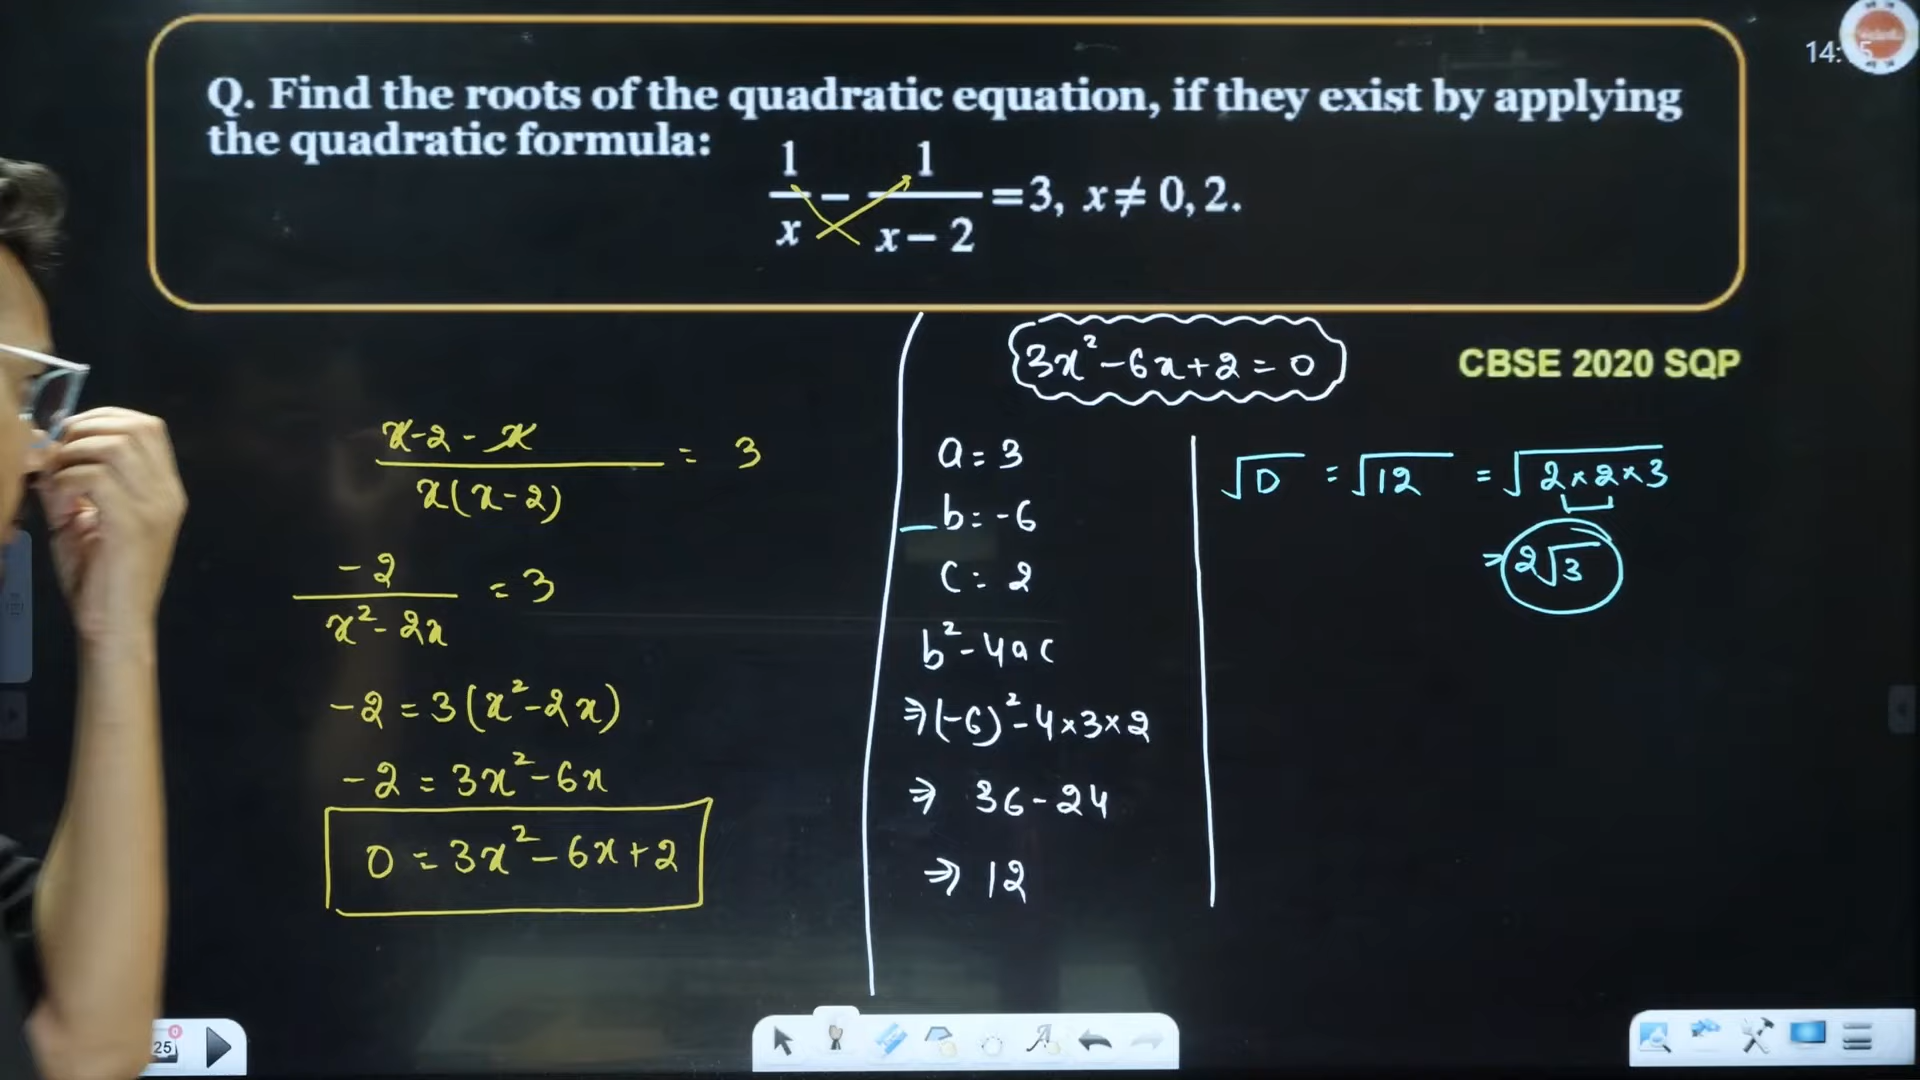 Q. Find the roots of the quadratic equation, if they exist by applying
the quadratic formula:
1/x − 1/(x − 2) = 3, x ≠ 0, 2.
CBSE 2020 SQP
(x-2-x)/(x(x-2)) = 3
-2/(x²-2x) = 3
-2 = 3(x²-2x)
-2 = 3x²-6x
0 = 3x²-6x+2
3x²-6x+2 = 0
a = 3
b = -6
c = 2
b²-4ac
⇒ (-6)²-4×3×2
⇒ 36-24
⇒ 12
√D = √12 = √2×2×3
⇒ 2√3
25
0